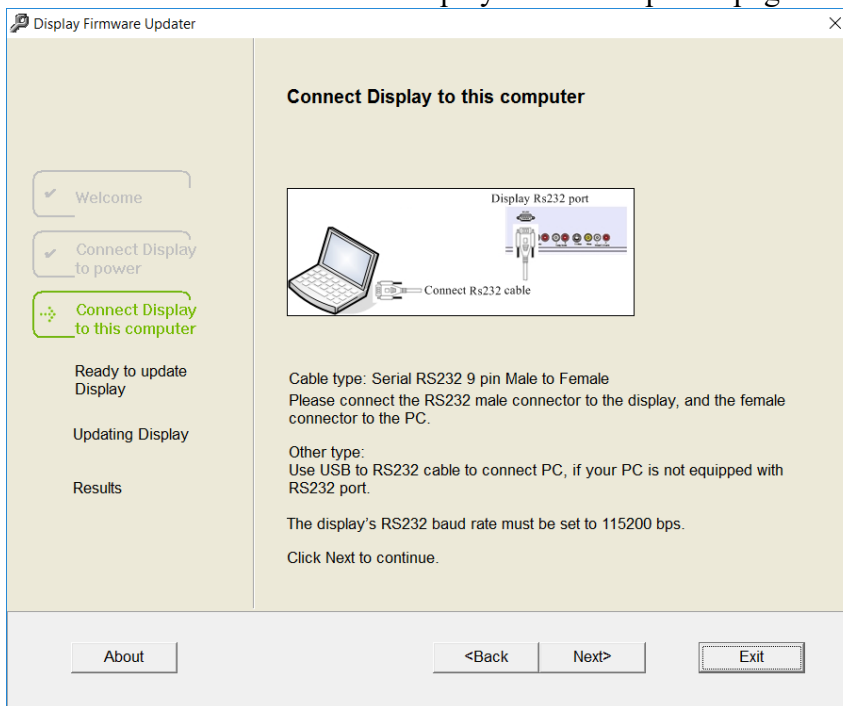 Display Firmware Updater
Connect Display to this computer
Welcome
Connect Display
to power
Connect Display
to this computer
Ready to update
Display
Updating Display
Results
Display Rs232 port
Connect Rs232 cable
Cable type: Serial RS232 9 pin Male to Female
Please connect the RS232 male connector to the display, and the female
connector to the PC.
Other type:
Use USB to RS232 cable to connect PC, if your PC is not equipped with
RS232 port.
The display's RS232 baud rate must be set to 115200 bps.
Click Next to continue.
About
<Back
Next>
Exit